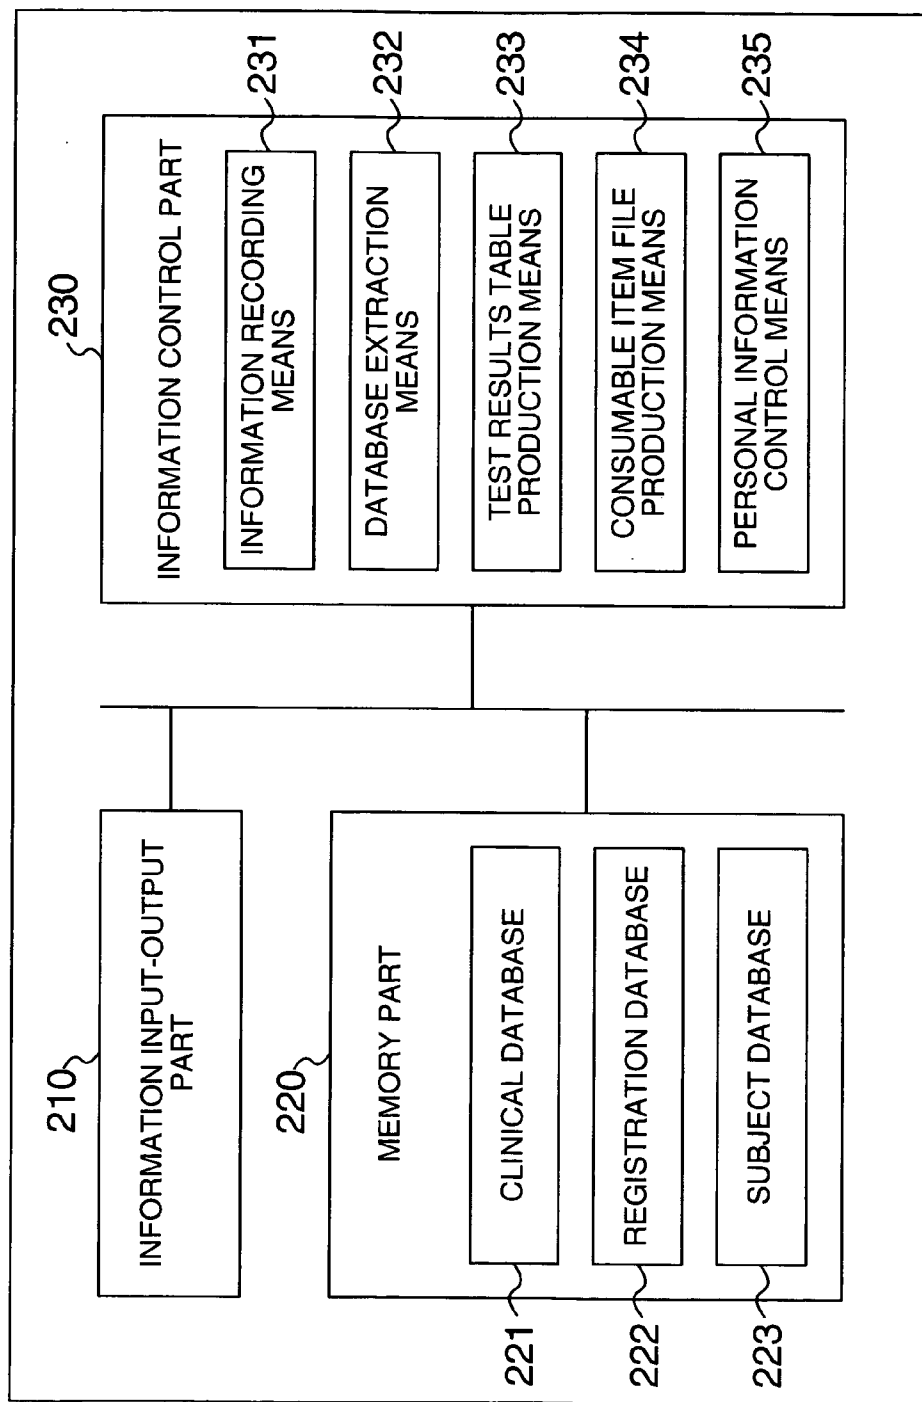 210
INFORMATION INPUT-OUTPUT
PART
220
MEMORY PART
CLINICAL DATABASE
221
REGISTRATION DATABASE
222
SUBJECT DATABASE
223
230
INFORMATION CONTROL PART
INFORMATION RECORDING
MEANS
231
DATABASE EXTRACTION
MEANS
232
TEST RESULTS TABLE
PRODUCTION MEANS
233
CONSUMABLE ITEM FILE
PRODUCTION MEANS
234
PERSONAL INFORMATION
CONTROL MEANS
235